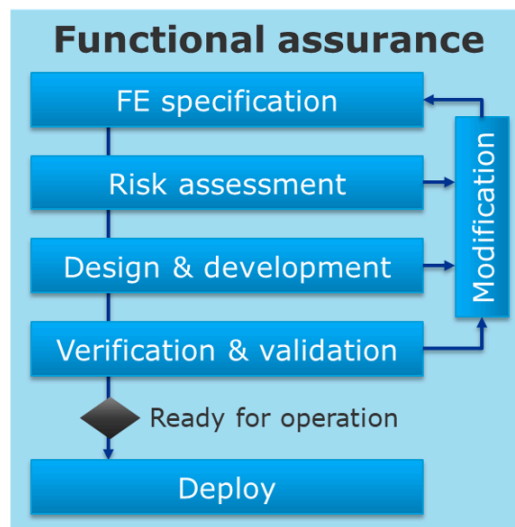 Functional assurance
FE specification
Risk assessment
Design & development
Verification & validation
Modification
Ready for operation
Deploy